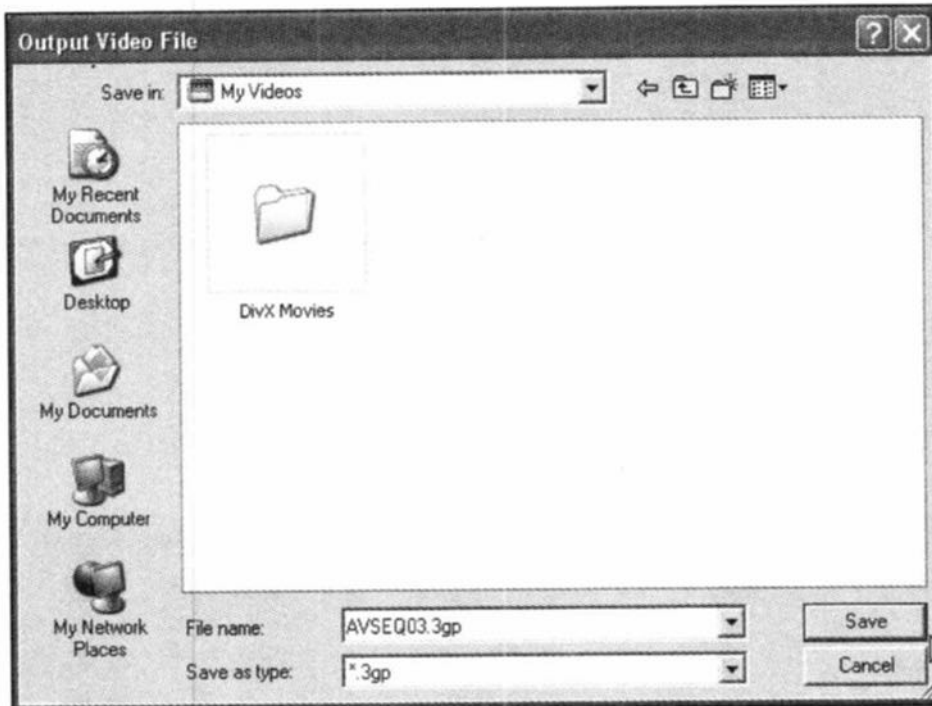 Output Video File
Save in:
My Videos
My Recent
Documents
Desktop
My Documents
My Computer
My Network
Places
DivX Movies
File name:
AVSEQ03.3gp
Save as type:
*.3gp
Save
Cancel